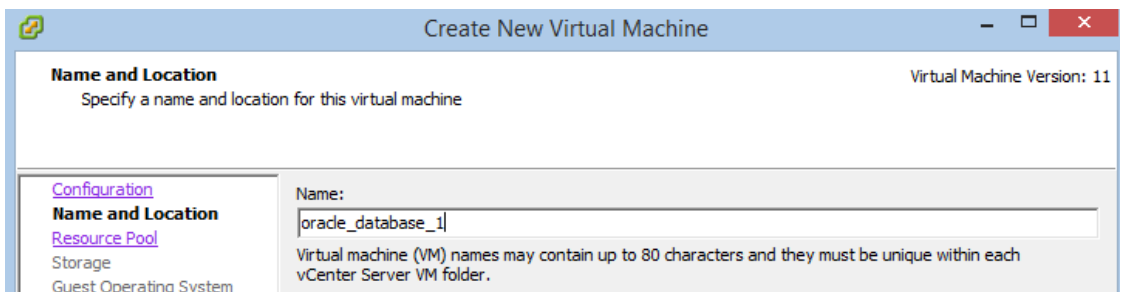 Create New Virtual Machine
Name and Location
Virtual Machine Version: 11
Specify a name and location for this virtual machine
Configuration
Name and Location
Resource Pool
Storage
Guest Operating System
Name:
oracle_database_1
Virtual machine (VM) names may contain up to 80 characters and they must be unique within each
vCenter Server VM folder.